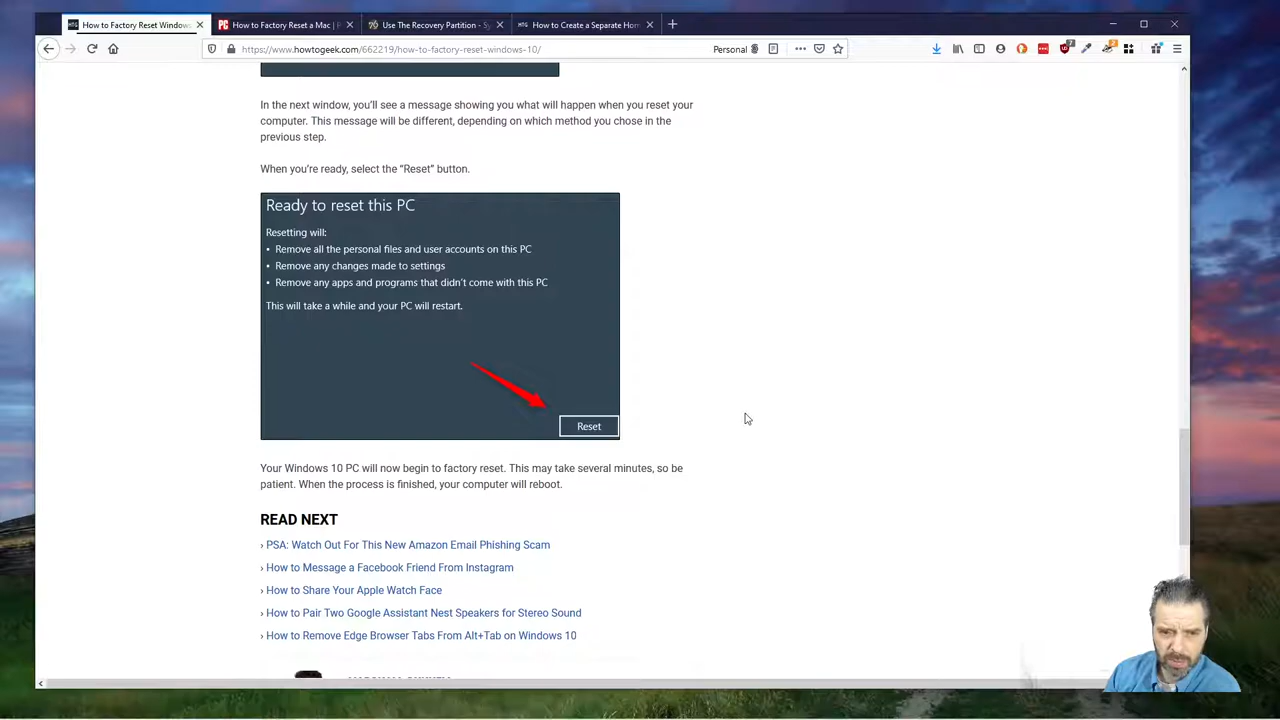 How to Factory Reset Windows
How to Factory Reset a Mac |
Use The Recovery Partition - Sy
How to Create a Separate Hom
https://www.howtogeek.com/662219/how-to-factory-reset-windows-10/
Personal
In the next window, you'll see a message showing you what will happen when you reset your
computer. This message will be different, depending on which method you chose in the
previous step.
When you're ready, select the “Reset” button.
Ready to reset this PC
Resetting will:
• Remove all the personal files and user accounts on this PC
• Remove any changes made to settings
• Remove any apps and programs that didn't come with this PC
This will take a while and your PC will restart.
Reset
Your Windows 10 PC will now begin to factory reset. This may take several minutes, so be
patient. When the process is finished, your computer will reboot.
READ NEXT
› PSA: Watch Out For This New Amazon Email Phishing Scam
› How to Message a Facebook Friend From Instagram
› How to Share Your Apple Watch Face
› How to Pair Two Google Assistant Nest Speakers for Stereo Sound
› How to Remove Edge Browser Tabs From Alt+Tab on Windows 10